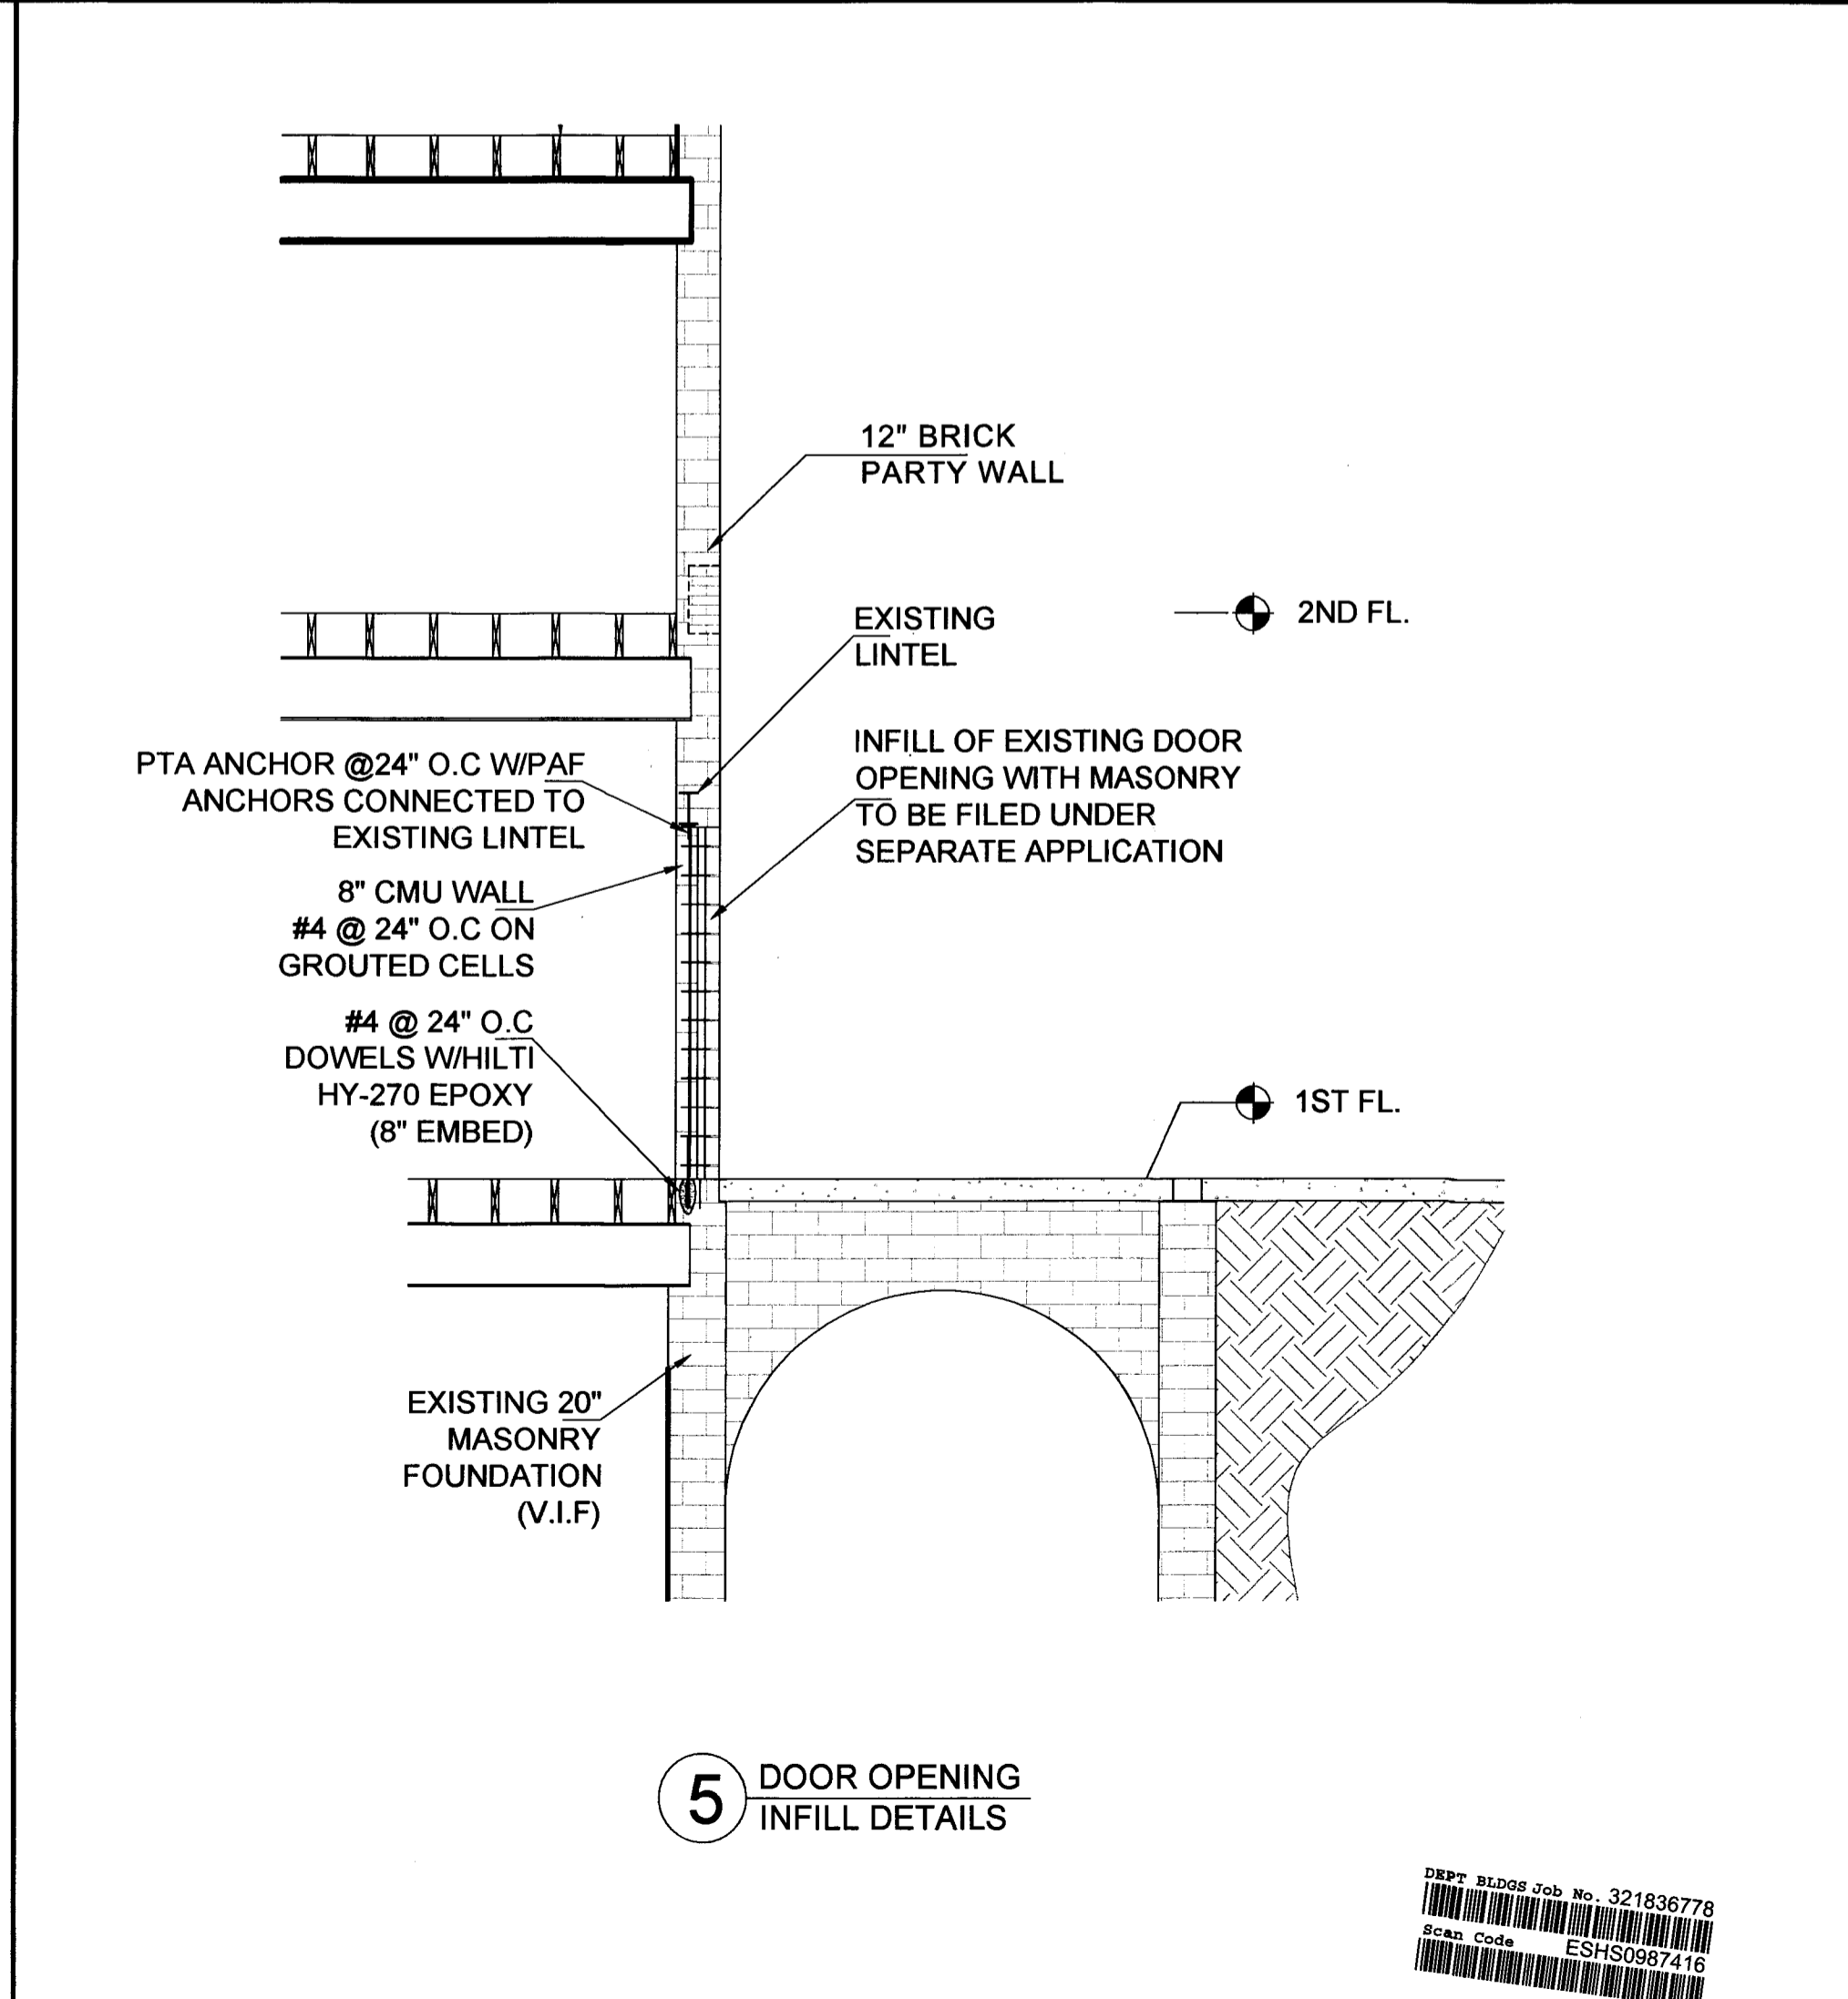 12" BRICK
PARTY WALL
EXISTING
LINTEL
2ND FL.
PTA ANCHOR @24" O.C W/PAF
ANCHORS CONNECTED TO
EXISTING LINTEL
INFILL OF EXISTING DOOR
OPENING WITH MASONRY
TO BE FILED UNDER
SEPARATE APPLICATION
8" CMU WALL
#4 @ 24" O.C ON
GROUTED CELLS
#4 @ 24" O.C
DOWELS W/HILTI
HY-270 EPOXY
(8" EMBED)
1ST FL.
EXISTING 20"
MASONRY
FOUNDATION
(V.I.F)
5
DOOR OPENING
INFILL DETAILS
DEPT BLDGS Job No. 321836778
Scan Code ESHS0987416